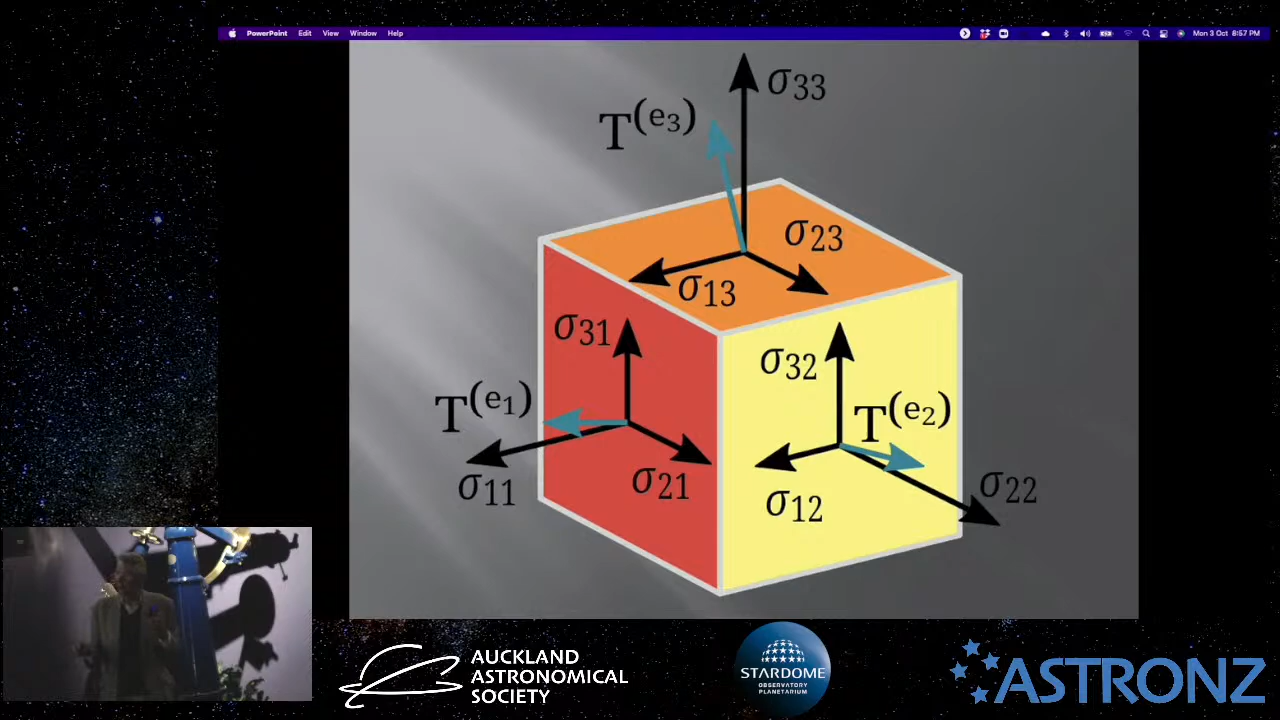 PowerPoint Edit View Window Help
Mon 3 Oct 8:57 PM
σ33
T(e3)
σ23
σ13
σ31
σ32
T(e1)
T(e2)
σ11
σ21
σ12
σ22
AUCKLAND
ASTRONOMICAL
SOCIETY
STARDOME
OBSERVATORY
PLANETARIUM
ASTRONZ